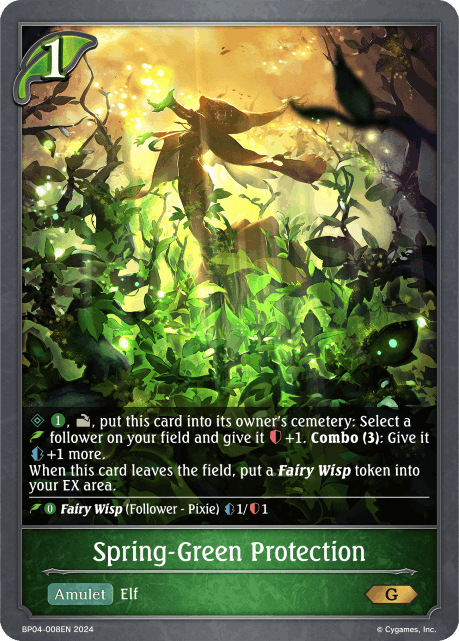 1
1, , put this card into its owner's cemetery: Select a
follower on your field and give it +1. Combo (3): Give it
+1 more.
When this card leaves the field, put a Fairy Wisp token into
your EX area.
0 Fairy Wisp (Follower - Pixie) 1/1
Spring-Green Protection
Amulet Elf
G
BP04-008EN 2024
© Cygames, Inc.